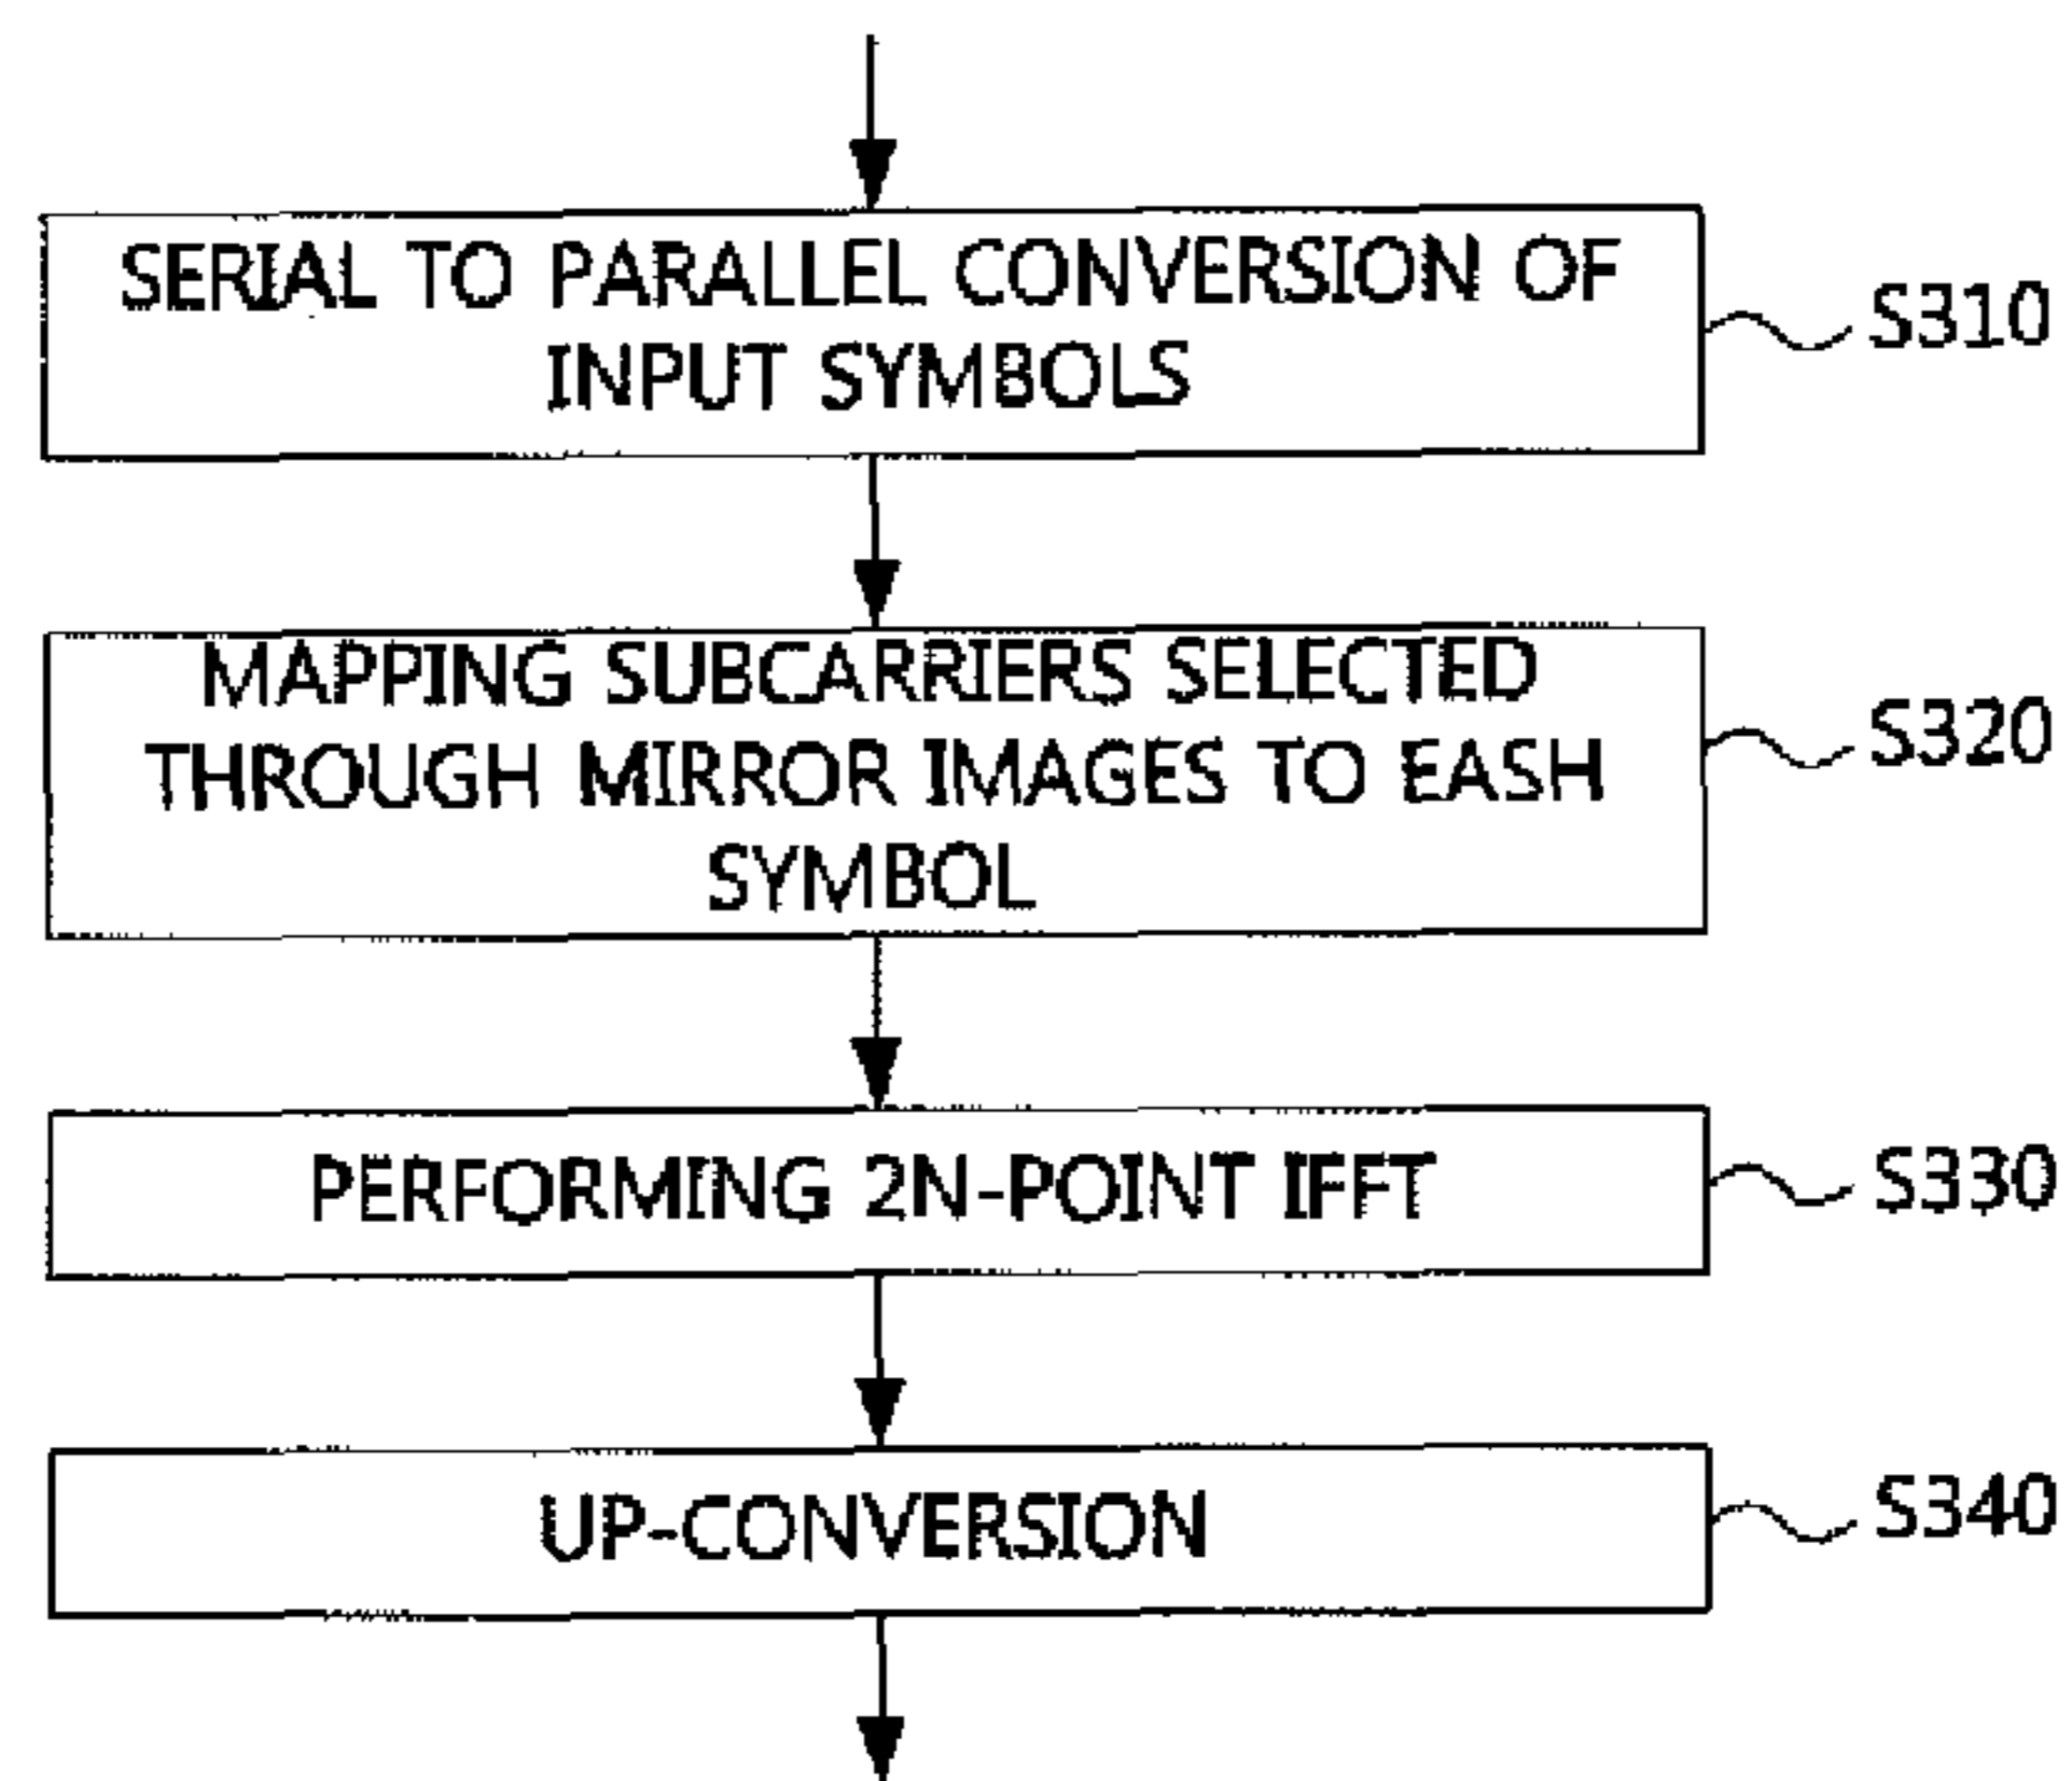 SERIAL TO PARALLEL CONVERSION OF
INPUT SYMBOLS
S310
MAPPING SUBCARRIERS SELECTED
THROUGH MIRROR IMAGES TO EASH
SYMBOL
S320
PERFORMING 2N-POINT IFFT
S330
UP-CONVERSION
S340